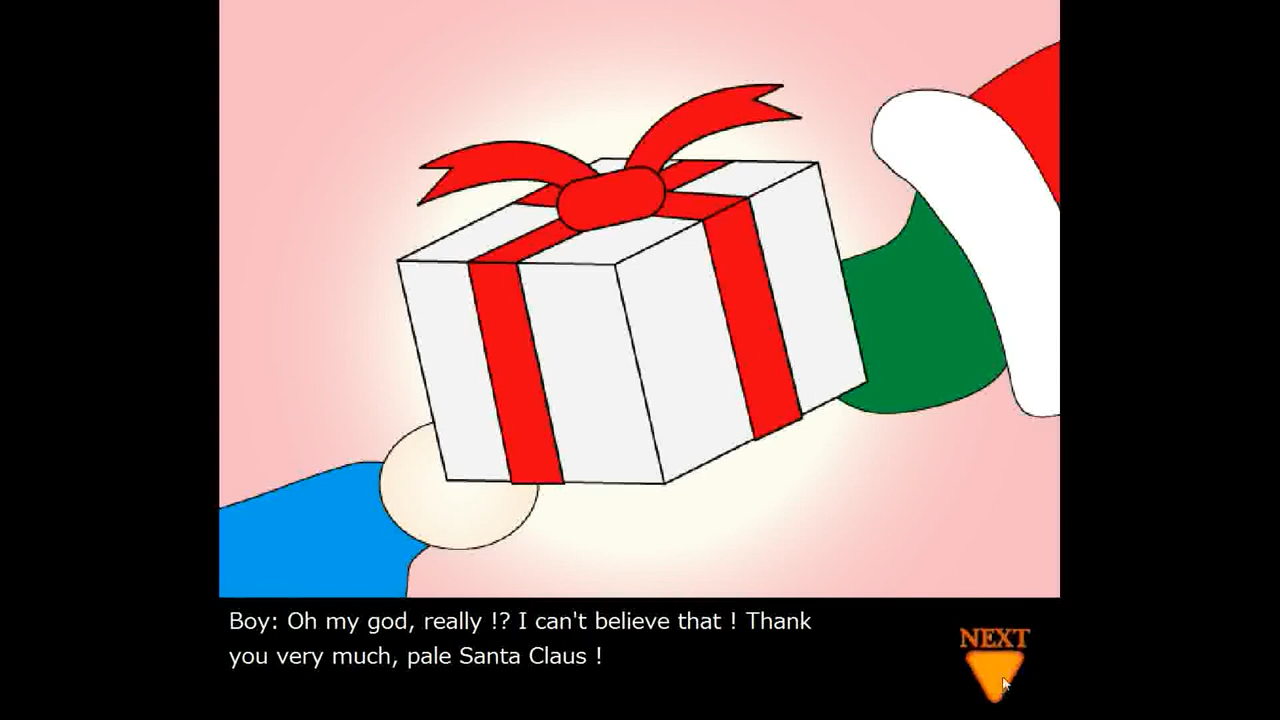 Boy: Oh my god, really !? I can't believe that ! Thank
you very much, pale Santa Claus !
NEXT